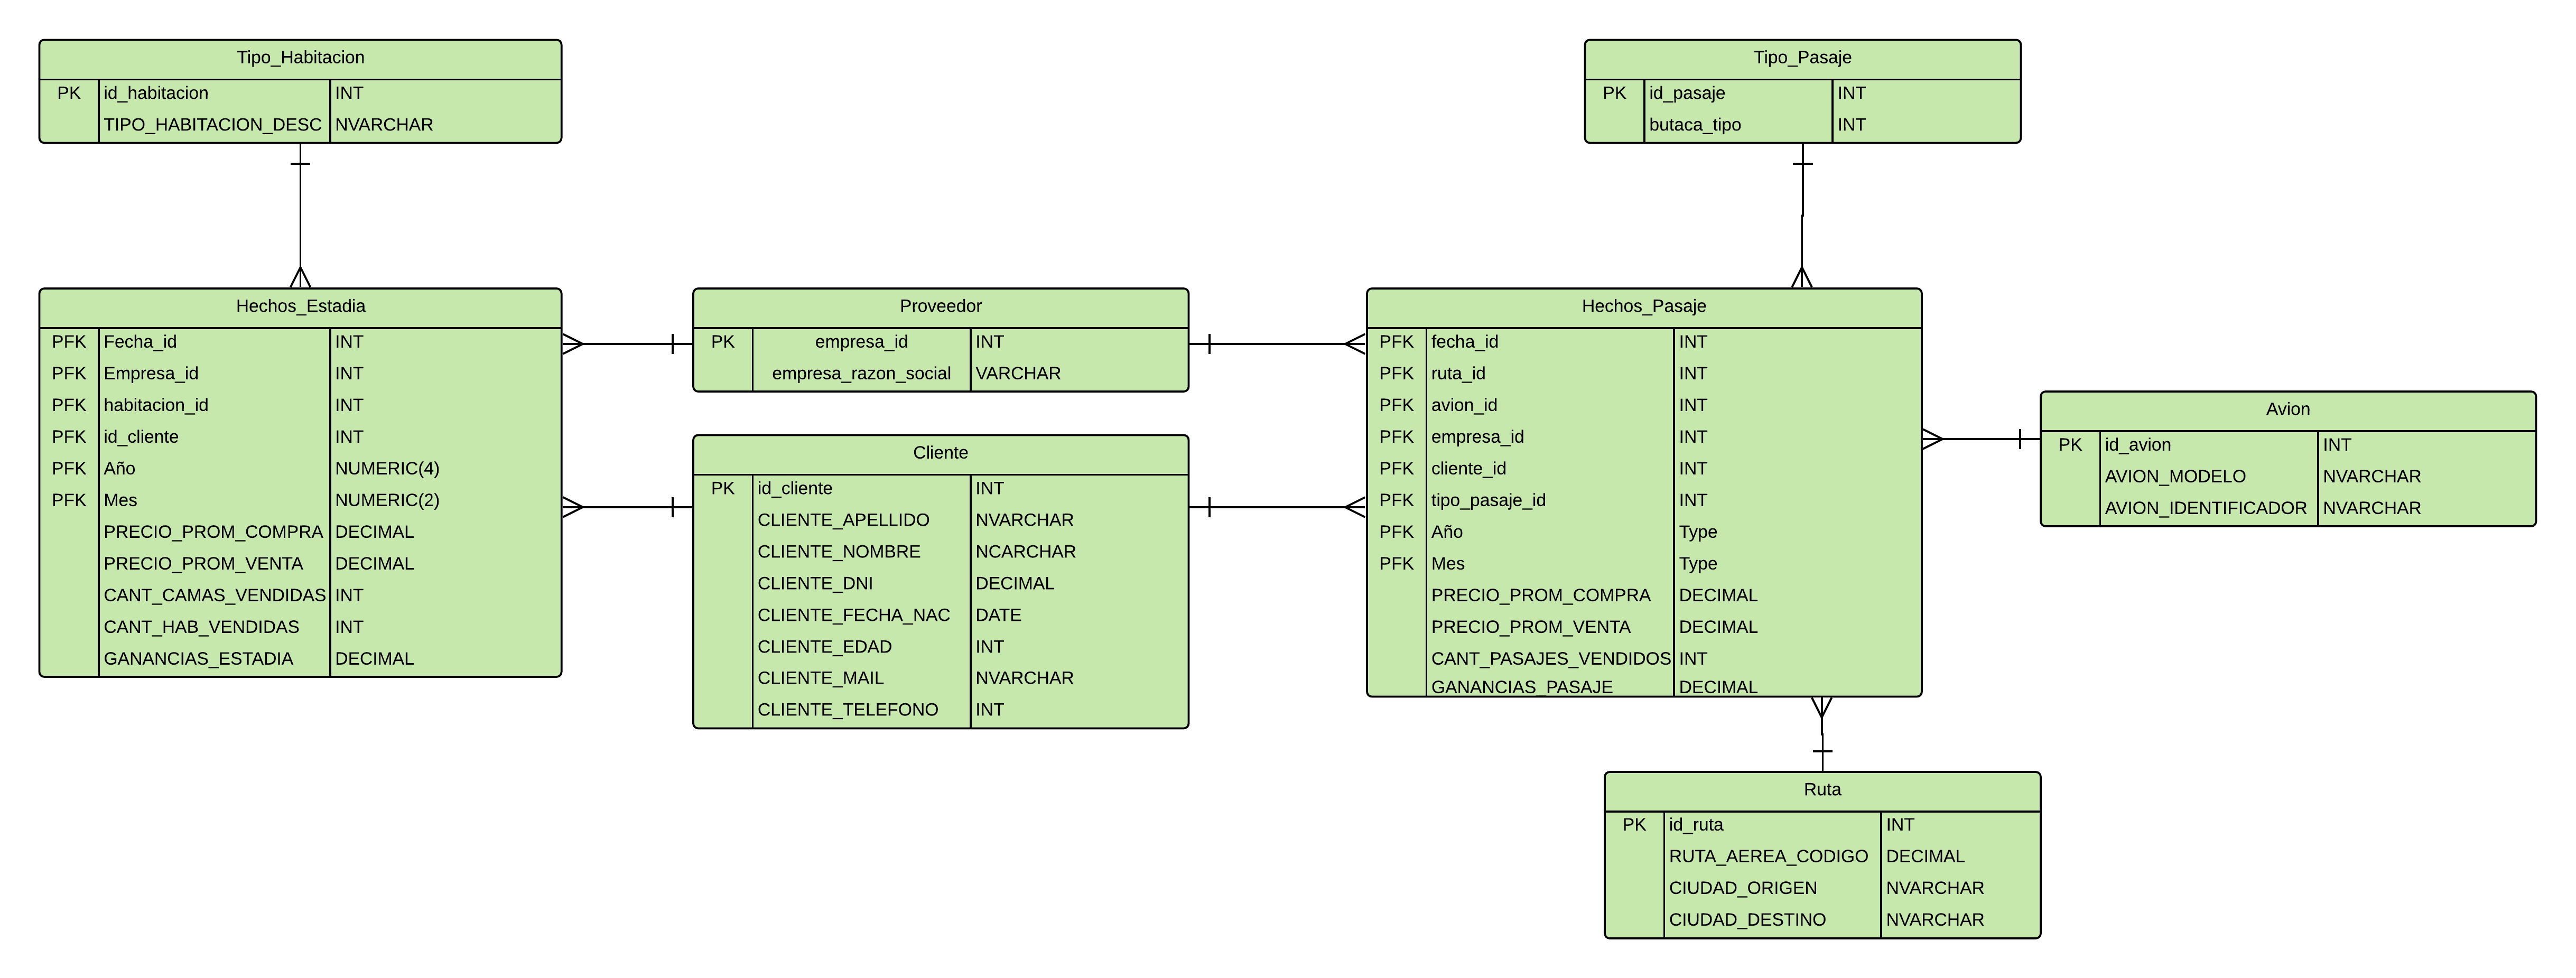 Tipo_Habitacion
PK id_habitacion INT
TIPO_HABITACION_DESC NVARCHAR
Tipo_Pasaje
PK id_pasaje INT
butaca_tipo INT
Hechos_Estadia
PFK Fecha_id INT
PFK Empresa_id INT
PFK habitacion_id INT
PFK id_cliente INT
PFK Año NUMERIC(4)
PFK Mes NUMERIC(2)
PRECIO_PROM_COMPRA DECIMAL
PRECIO_PROM_VENTA DECIMAL
CANT_CAMAS_VENDIDAS INT
CANT_HAB_VENDIDAS INT
GANANCIAS_ESTADIA DECIMAL
Proveedor
PK empresa_id INT
empresa_razon_social VARCHAR
Cliente
PK id_cliente INT
CLIENTE_APELLIDO NVARCHAR
CLIENTE_NOMBRE NCARCHAR
CLIENTE_DNI DECIMAL
CLIENTE_FECHA_NAC DATE
CLIENTE_EDAD INT
CLIENTE_MAIL NVARCHAR
CLIENTE_TELEFONO INT
Hechos_Pasaje
PFK fecha_id INT
PFK ruta_id INT
PFK avion_id INT
PFK empresa_id INT
PFK cliente_id INT
PFK tipo_pasaje_id INT
PFK Año Type
PFK Mes Type
PRECIO_PROM_COMPRA DECIMAL
PRECIO_PROM_VENTA DECIMAL
CANT_PASAJES_VENDIDOS INT
GANANCIAS_PASAJE DECIMAL
Avion
PK id_avion INT
AVION_MODELO NVARCHAR
AVION_IDENTIFICADOR NVARCHAR
Ruta
PK id_ruta INT
RUTA_AEREA_CODIGO DECIMAL
CIUDAD_ORIGEN NVARCHAR
CIUDAD_DESTINO NVARCHAR